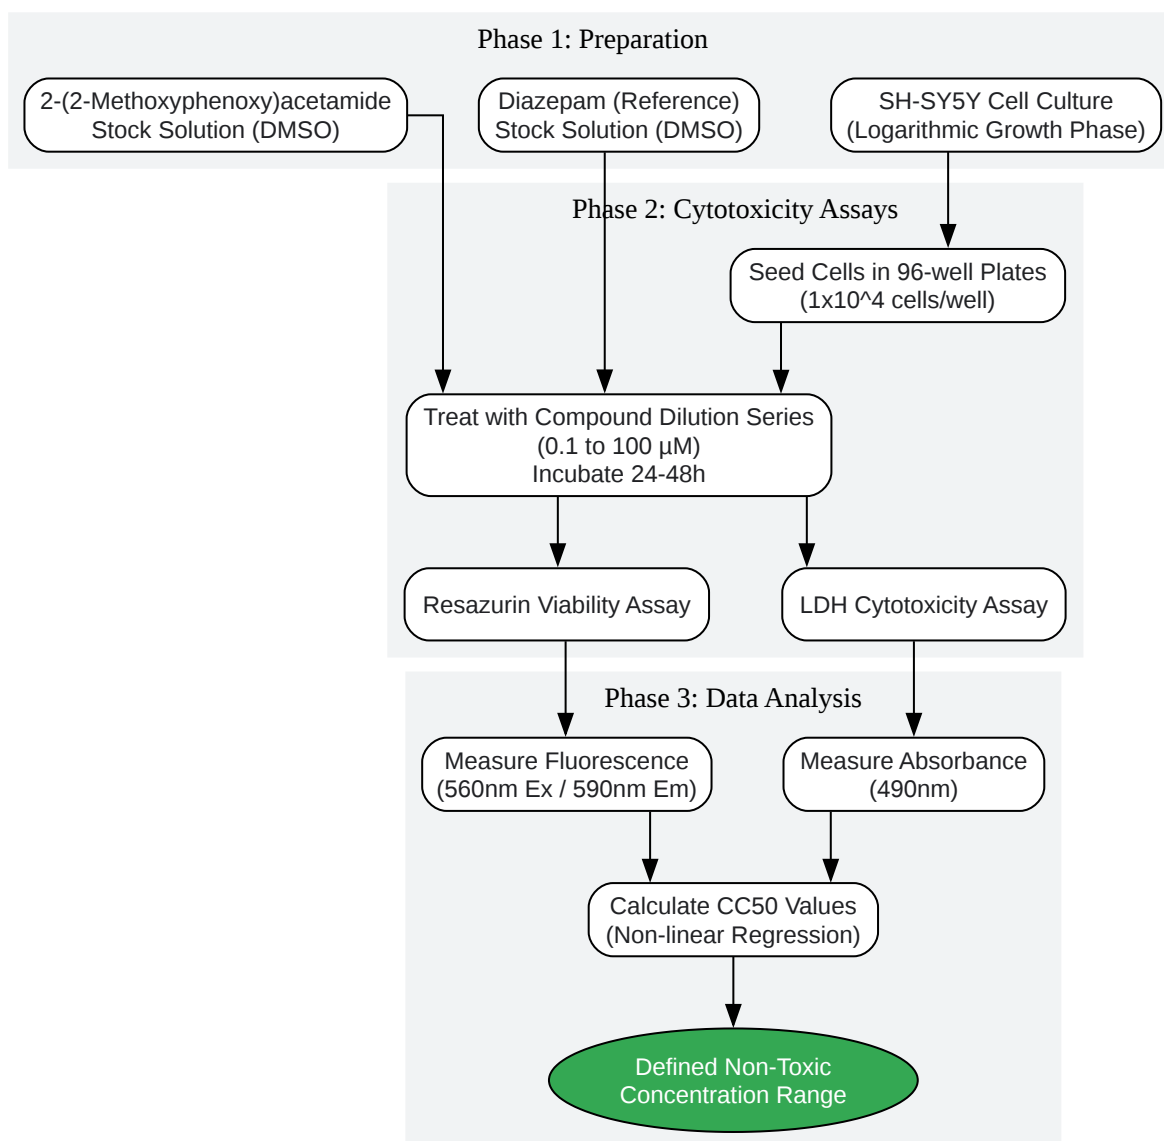 Phase 1: Preparation
2-(2-Methoxyphenoxy)acetamide
Stock Solution (DMSO)
Diazepam (Reference)
Stock Solution (DMSO)
SH-SY5Y Cell Culture
(Logarithmic Growth Phase)
Phase 2: Cytotoxicity Assays
Seed Cells in 96-well Plates
(1x10^4 cells/well)
Treat with Compound Dilution Series
(0.1 to 100 µM)
Incubate 24-48h
Resazurin Viability Assay
LDH Cytotoxicity Assay
Phase 3: Data Analysis
Measure Fluorescence
(560nm Ex / 590nm Em)
Measure Absorbance
(490nm)
Calculate CC50 Values
(Non-linear Regression)
Defined Non-Toxic
Concentration Range